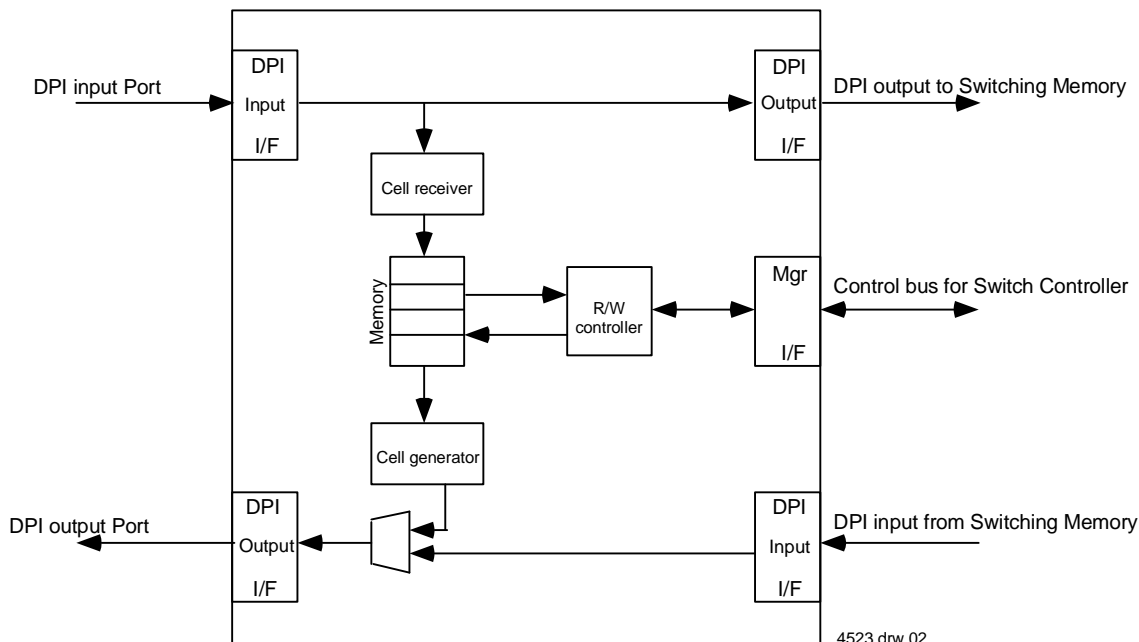 DPI input Port
DPI
Input
I/F
DPI
Output
I/F
DPI output to Switching Memory
Cell receiver
Memory
R/W
controller
Mgr
I/F
Control bus for Switch Controller
Cell generator
DPI output Port
DPI
Output
I/F
DPI
Input
I/F
DPI input from Switching Memory
4523 drw 02